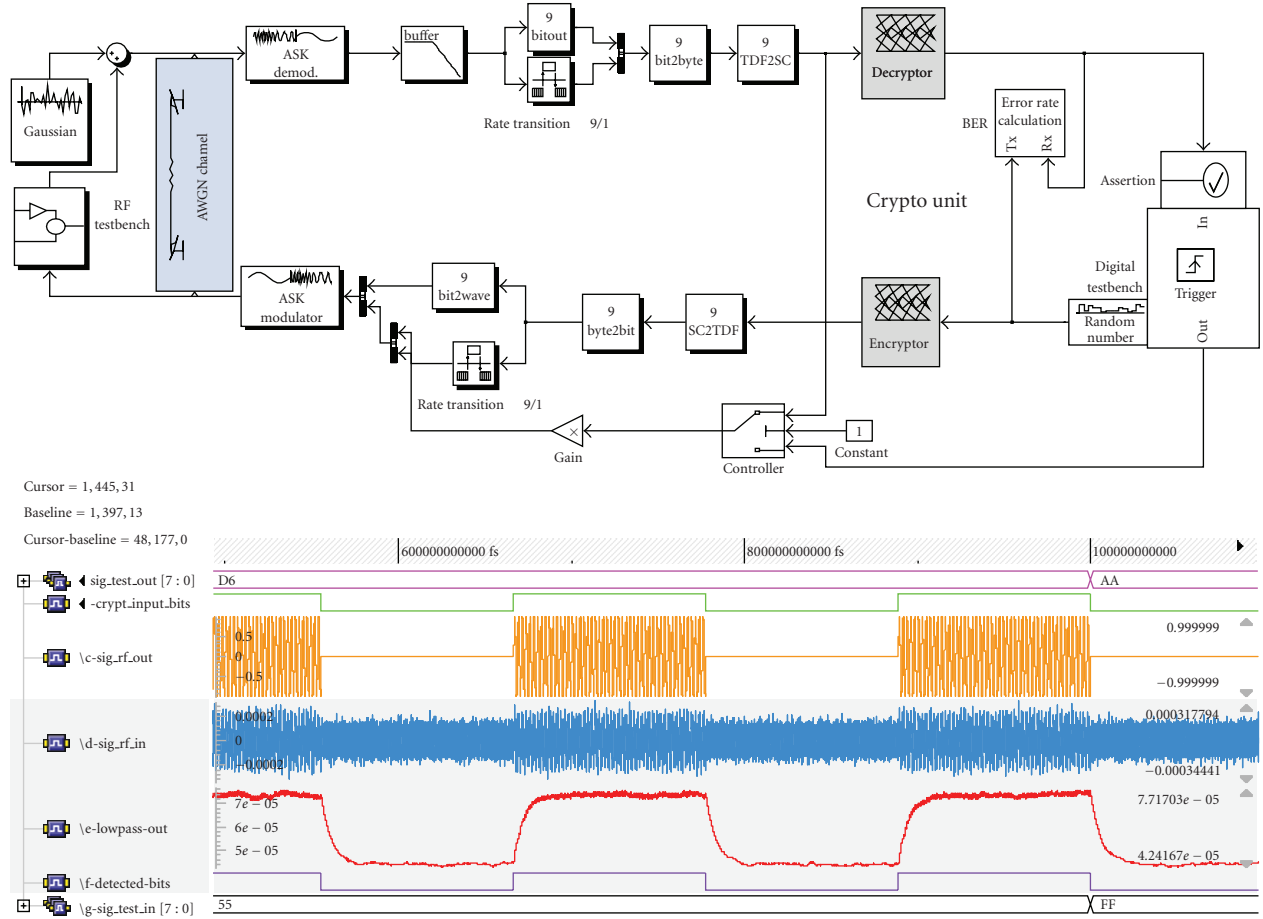 Gaussian
RF
testbench
AWGN channel
ASK
demod.
buffer
9
bitout
Rate transition 9/1
9
bit2byte
9
TDF2SC
Decryptor
BER
Error rate
calculation
Tx
Rx
Assertion
Crypto unit
In
Trigger
Out
Digital
testbench
Random
number
ASK
modulator
9
bit2wave
9
byte2bit
9
SC2TDF
Encryptor
Rate transition 9/1
×
Gain
Controller
1
Constant
Cursor = 1, 445, 31
Baseline = 1, 397, 13
Cursor-baseline = 48, 177, 0
600000000000 fs
800000000000 fs
100000000000
sig_test_out [7 : 0]
D6
AA
-crypt_input_bits
\c-sig_rf_out
0.5
0
−0.5
0.999999
−0.999999
\d-sig_rf_in
0.0002
0
−0.0002
0.000317794
−0.00034441
\e-lowpass-out
7e − 05
6e − 05
5e − 05
7.71703e − 05
4.24167e − 05
\f-detected-bits
\g-sig_test_in [7 : 0]
55
FF